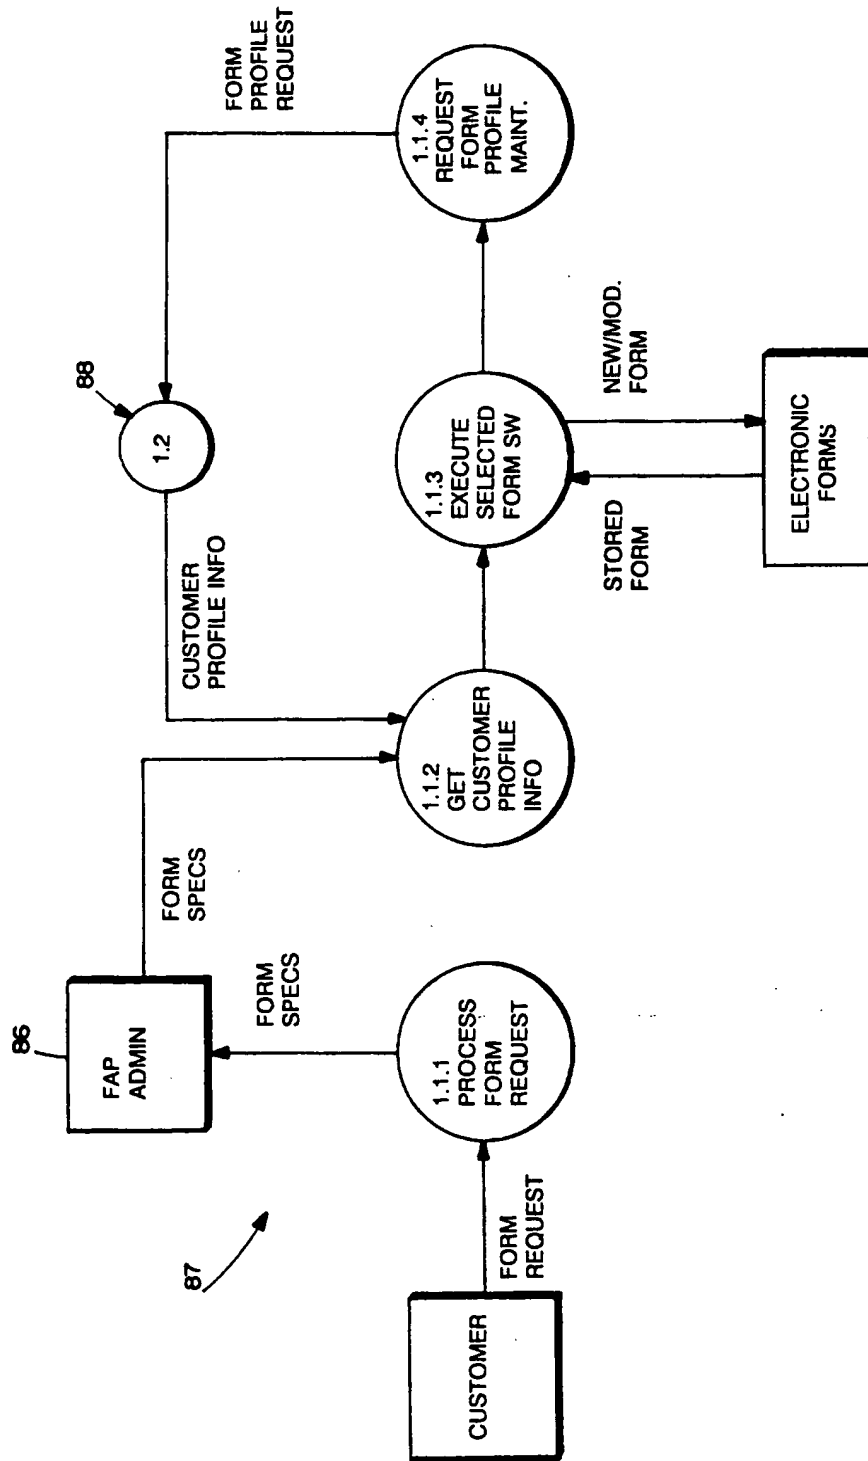 86
FAP
ADMIN
FORM
SPECS
FORM
SPECS
87
CUSTOMER
FORM
REQUEST
1.1.1
PROCESS
FORM
REQUEST
88
1.2
CUSTOMER
PROFILE INFO
1.1.2
GET
CUSTOMER
PROFILE
INFO
1.1.3
EXECUTE
SELECTED
FORM SW
STORED
FORM
NEW/MOD.
FORM
ELECTRONIC
FORMS
FORM
PROFILE
REQUEST
1.1.4
REQUEST
FORM
PROFILE
MAINT.